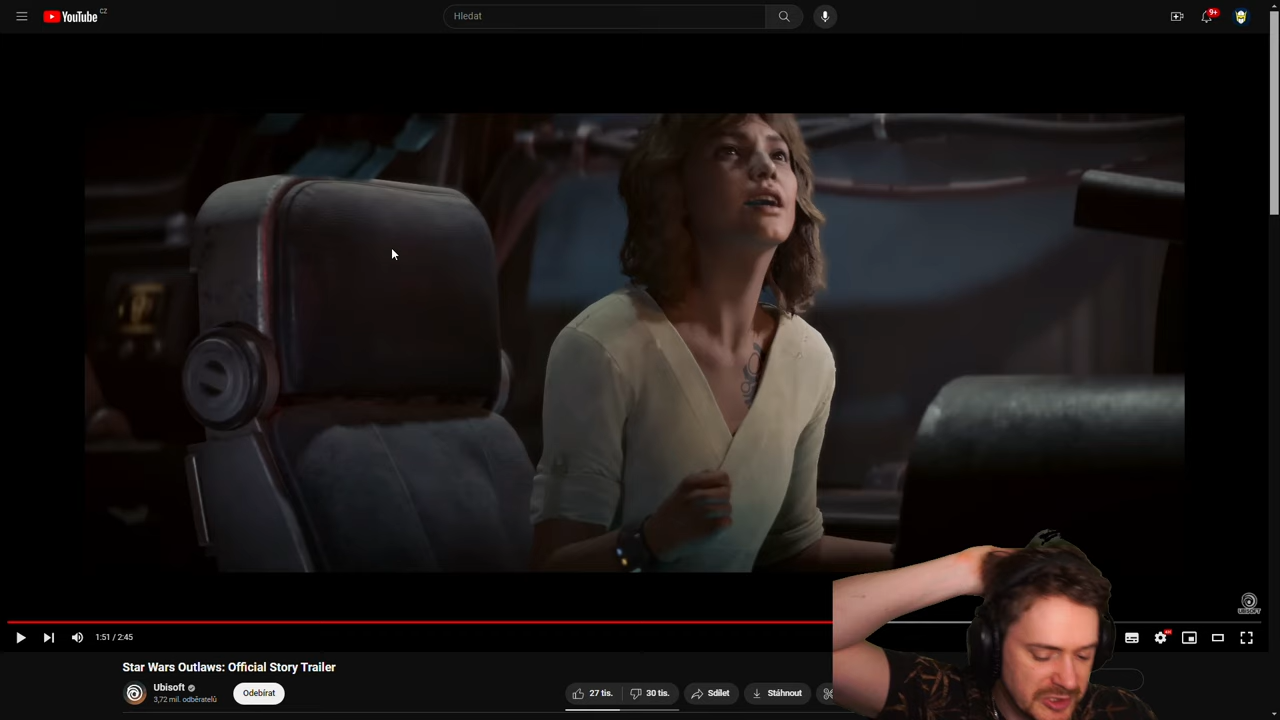 YouTube CZ
Hledat
9+
UBISOFT
1:51 / 2:45
Star Wars Outlaws: Official Story Trailer
Ubisoft
3,72 mil. odběratelů
Odebírat
27 tis.
30 tis.
Sdílet
Stáhnout